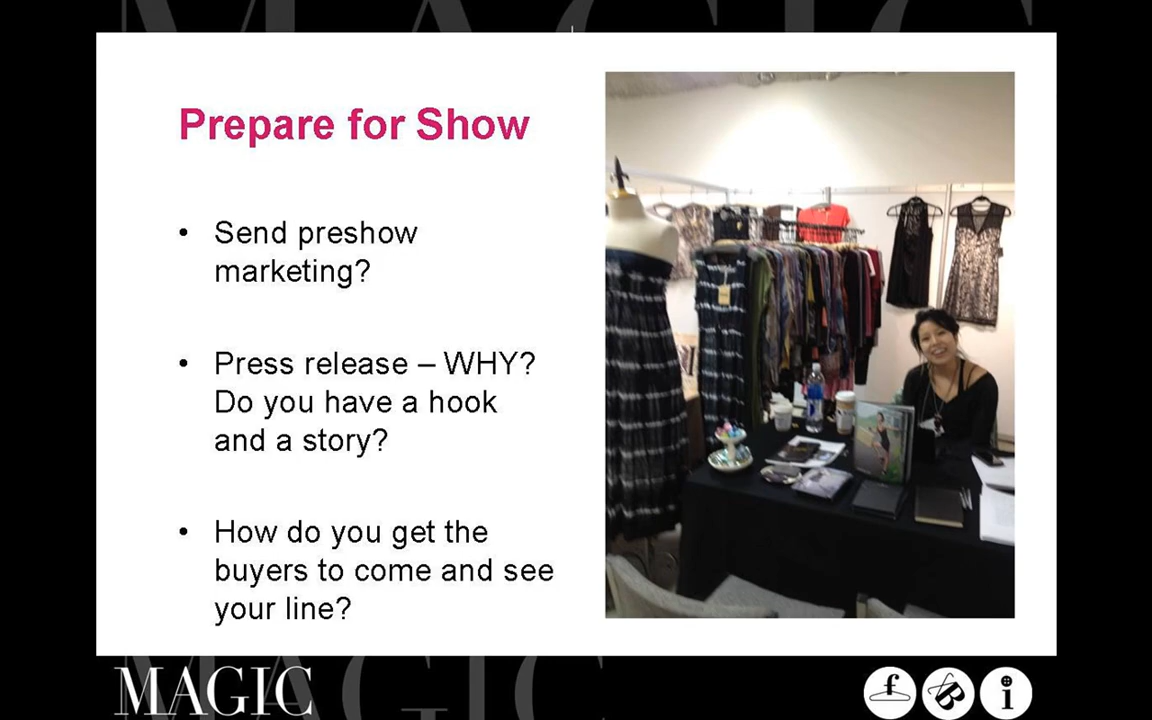 Prepare for Show
• Send preshow
marketing?
• Press release – WHY?
Do you have a hook
and a story?
• How do you get the
buyers to come and see
your line?
MAGIC
f B i